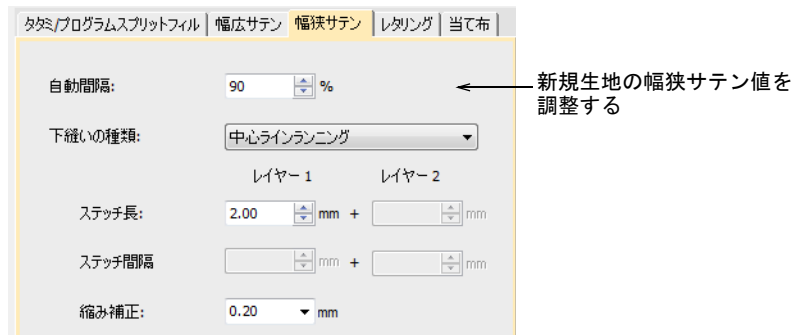 タタミ/プログラムスプリットフィル 幅広サテン 幅狭サテン レタリング 当て布
自動間隔: 90 %
新規生地の幅狭サテン値を
調整する
下縫いの種類: 中心ラインランニング
レイヤー 1 レイヤー 2
ステッチ長: 2.00 mm + mm
ステッチ間隔 mm + mm
縮み補正: 0.20 mm